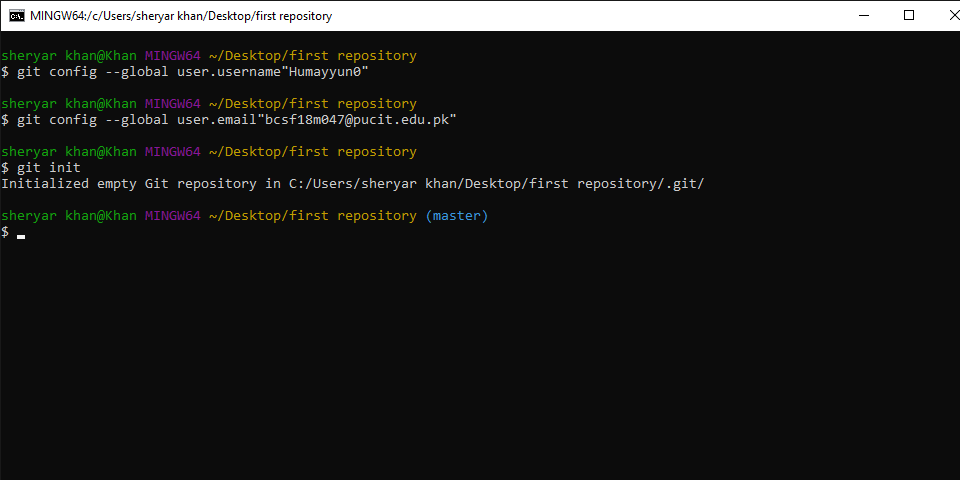 MINGW64:/c/Users/sheryar khan/Desktop/first repository
sheryar khan@Khan MINGW64 ~/Desktop/first repository
$ git config --global user.username"Humayyun0"
sheryar khan@Khan MINGW64 ~/Desktop/first repository
$ git config --global user.email"bcsf18m047@pucit.edu.pk"
sheryar khan@Khan MINGW64 ~/Desktop/first repository
$ git init
Initialized empty Git repository in C:/Users/sheryar khan/Desktop/first repository/.git/
sheryar khan@Khan MINGW64 ~/Desktop/first repository (master)
$